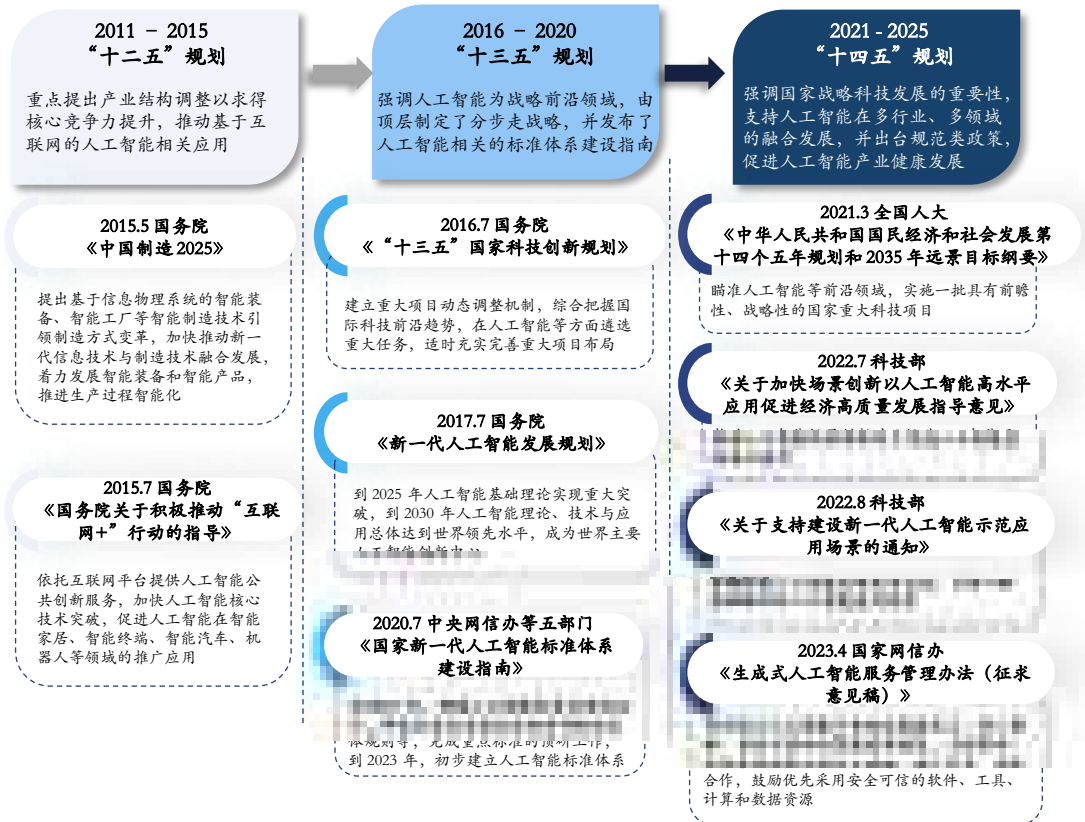 2011 – 2015
“十二五”规划
重点提出产业结构调整以求得
核心竞争力提升，推动基于互
联网的人工智能相关应用
2015.5 国务院
《中国制造 2025》
提出基于信息物理系统的智能装
备、智能工厂等智能制造技术引
领制造方式变革，加快推动新一
代信息技术与制造技术融合发展，
着力发展智能装备和智能产品，
推进生产过程智能化
2015.7 国务院
《国务院关于积极推动“互联
网+”行动的指导》
依托互联网平台提供人工智能公
共创新服务，加快人工智能核心
技术突破，促进人工智能在智能
家居、智能终端、智能汽车、机
器人等领域的推广应用
2016 – 2020
“十三五”规划
强调人工智能为战略前沿领域，由
顶层制定了分步走战略，并发布了
人工智能相关的标准体系建设指南
2016.7 国务院
《“十三五”国家科技创新规划》
建立重大项目动态调整机制，综合把握国
际科技前沿趋势，在人工智能等方面遴选
重大任务，适时充实完善重大项目布局
2017.7 国务院
《新一代人工智能发展规划》
到 2025 年人工智能基础理论实现重大突
破，到 2030 年人工智能理论、技术与应
用总体达到世界领先水平，成为世界主要
人工智能创新中心
2020.7 中央网信办等五部门
《国家新一代人工智能标准体系
建设指南》
体规则等，完成重点标准的预研工作，
到 2023 年，初步建立人工智能标准体系
2021 - 2025
“十四五”规划
强调国家战略科技发展的重要性，
支持人工智能在多行业、多领域
的融合发展，并出台规范类政策，
促进人工智能产业健康发展
2021.3 全国人大
《中华人民共和国国民经济和社会发展第
十四个五年规划和 2035 年远景目标纲要》
瞄准人工智能等前沿领域，实施一批具有前瞻
性、战略性的国家重大科技项目
2022.7 科技部
《关于加快场景创新以人工智能高水平
应用促进经济高质量发展指导意见》
2022.8 科技部
《关于支持建设新一代人工智能示范应
用场景的通知》
2023.4 国家网信办
《生成式人工智能服务管理办法（征求
意见稿）》
合作，鼓励优先采用安全可信的软件、工具、
计算和数据资源